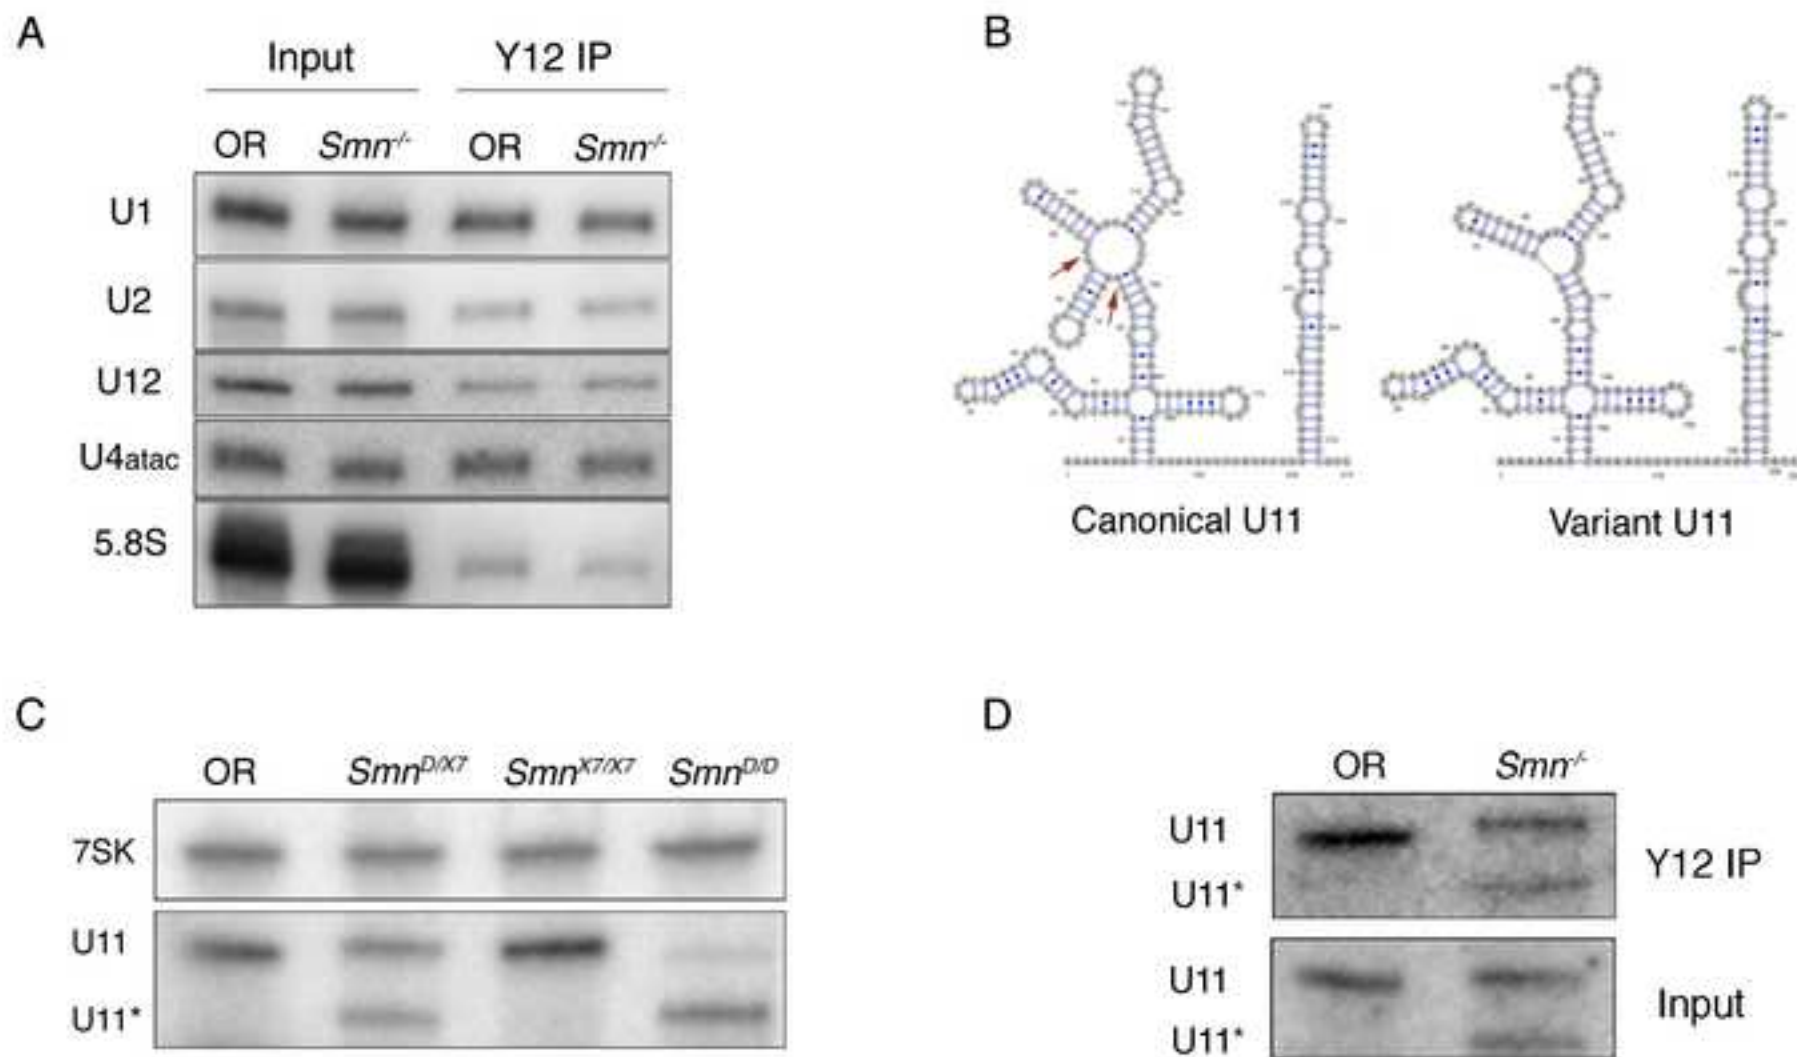 A
Input
Y12 IP
OR
Smn-/-
OR
Smn-/-
U1
U2
U12
U4atac
5.8S
B
Canonical U11
Variant U11
C
OR
SmnD/X7
SmnX7/X7
SmnD/D
7SK
U11
U11*
D
OR
Smn-/-
U11
U11*
Y12 IP
U11
U11*
Input